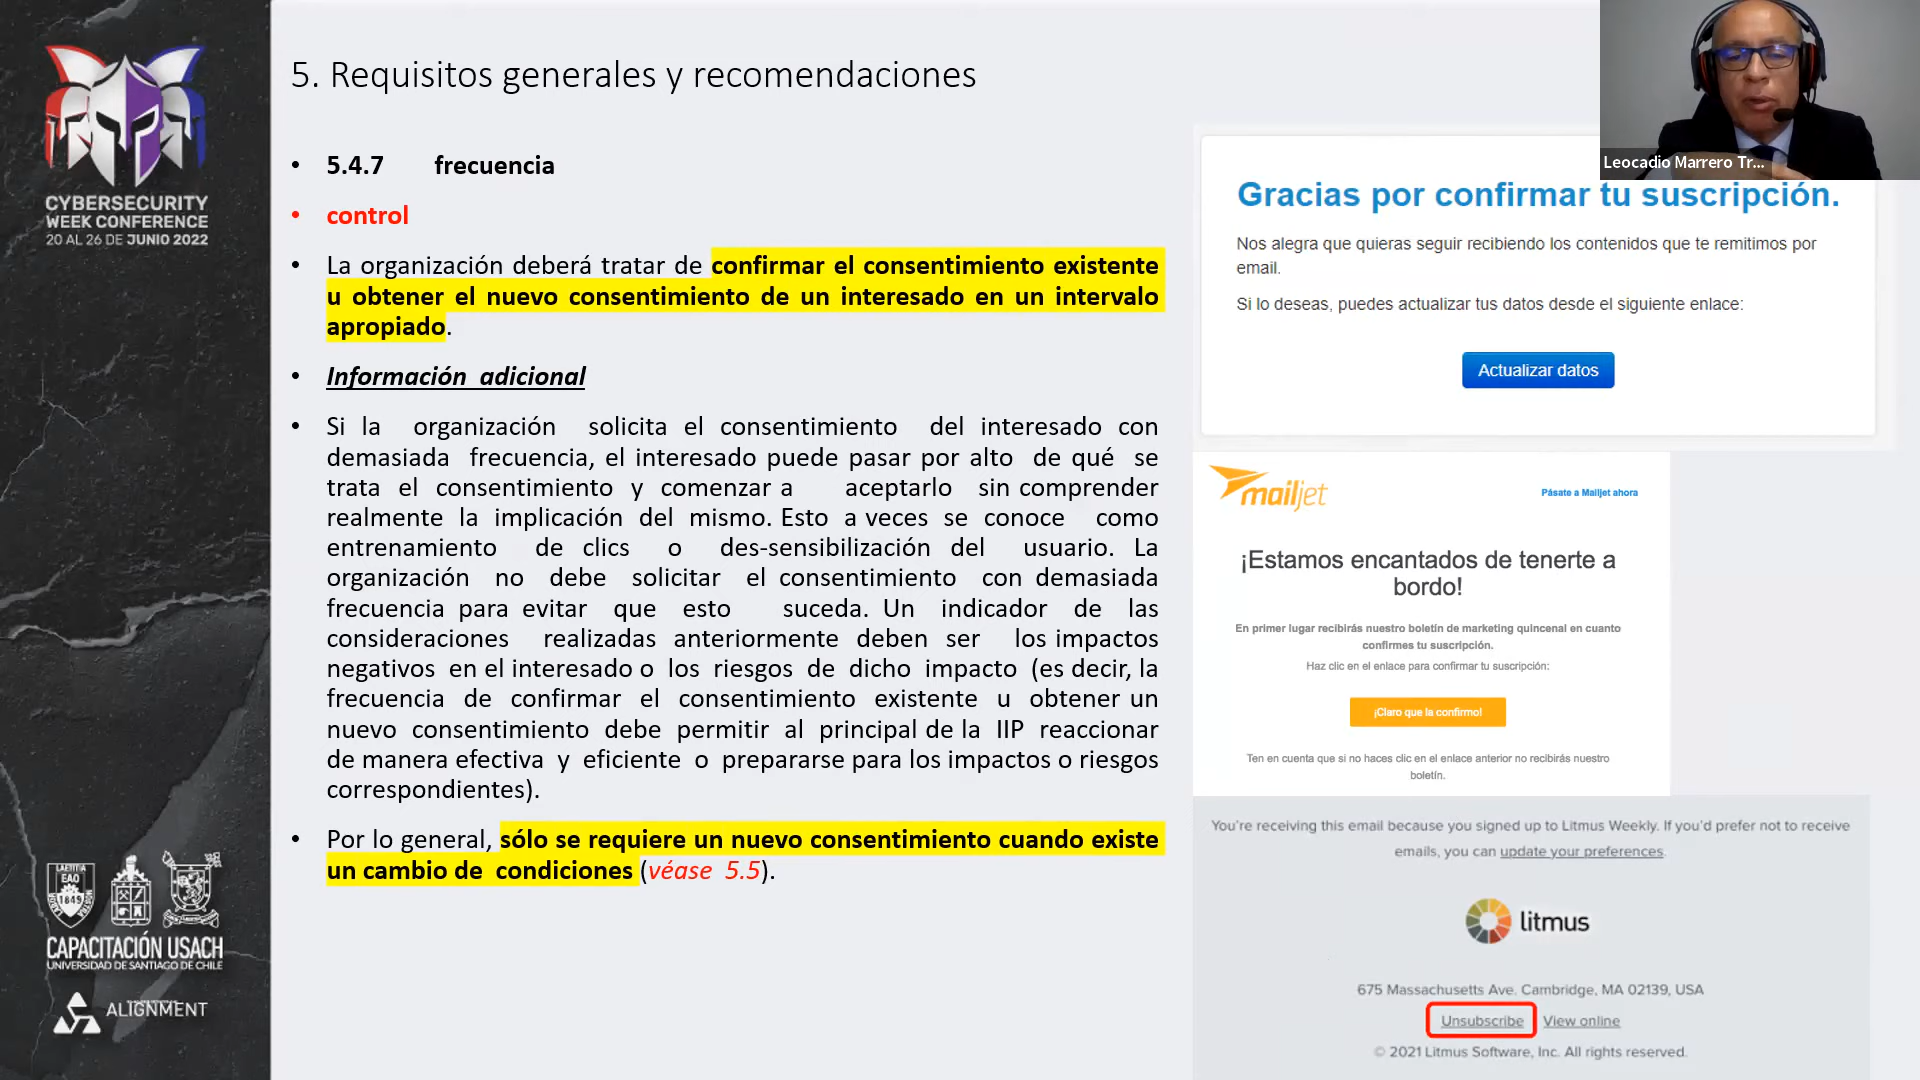 CYBERSECURITY
WEEK CONFERENCE
20 AL 26 DE JUNIO 2022
5. Requisitos generales y recomendaciones
• 5.4.7 frecuencia
• control
• La organización deberá tratar de confirmar el consentimiento existente
u obtener el nuevo consentimiento de un interesado en un intervalo
apropiado.
• Información adicional
• Si la organización solicita el consentimiento del interesado con
demasiada frecuencia, el interesado puede pasar por alto de qué se
trata el consentimiento y comenzar a aceptarlo sin comprender
realmente la implicación del mismo. Esto a veces se conoce como
entrenamiento de clics o des-sensibilización del usuario. La
organización no debe solicitar el consentimiento con demasiada
frecuencia para evitar que esto suceda. Un indicador de las
consideraciones realizadas anteriormente deben ser los impactos
negativos en el interesado o los riesgos de dicho impacto (es decir, la
frecuencia de confirmar el consentimiento existente u obtener un
nuevo consentimiento debe permitir al principal de la IIP reaccionar
de manera efectiva y eficiente o prepararse para los impactos o riesgos
correspondientes).
• Por lo general, sólo se requiere un nuevo consentimiento cuando existe
un cambio de condiciones (véase 5.5).
Leocadio Marrero Tr...
Gracias por confirmar tu suscripción.
Nos alegra que quieras seguir recibiendo los contenidos que te remitimos por
email.
Si lo deseas, puedes actualizar tus datos desde el siguiente enlace:
Actualizar datos
mailjet
Pásate a Mailjet ahora
¡Estamos encantados de tenerte a
bordo!
En primer lugar recibirás nuestro boletín de marketing quincenal en cuanto
confirmes tu suscripción.
Haz clic en el enlace para confirmar tu suscripción:
¡Claro que la confirmo!
Ten en cuenta que si no haces clic en el enlace anterior no recibirás nuestro
boletín.
You're receiving this email because you signed up to Litmus Weekly. If you'd prefer not to receive
emails, you can update your preferences.
litmus
675 Massachusetts Ave. Cambridge, MA 02139, USA
Unsubscribe View online
© 2021 Litmus Software, Inc. All rights reserved.
LAETITIA
EAO
1849
CAPACITACIÓN USACH
UNIVERSIDAD DE SANTIAGO DE CHILE
ALIGNMENT